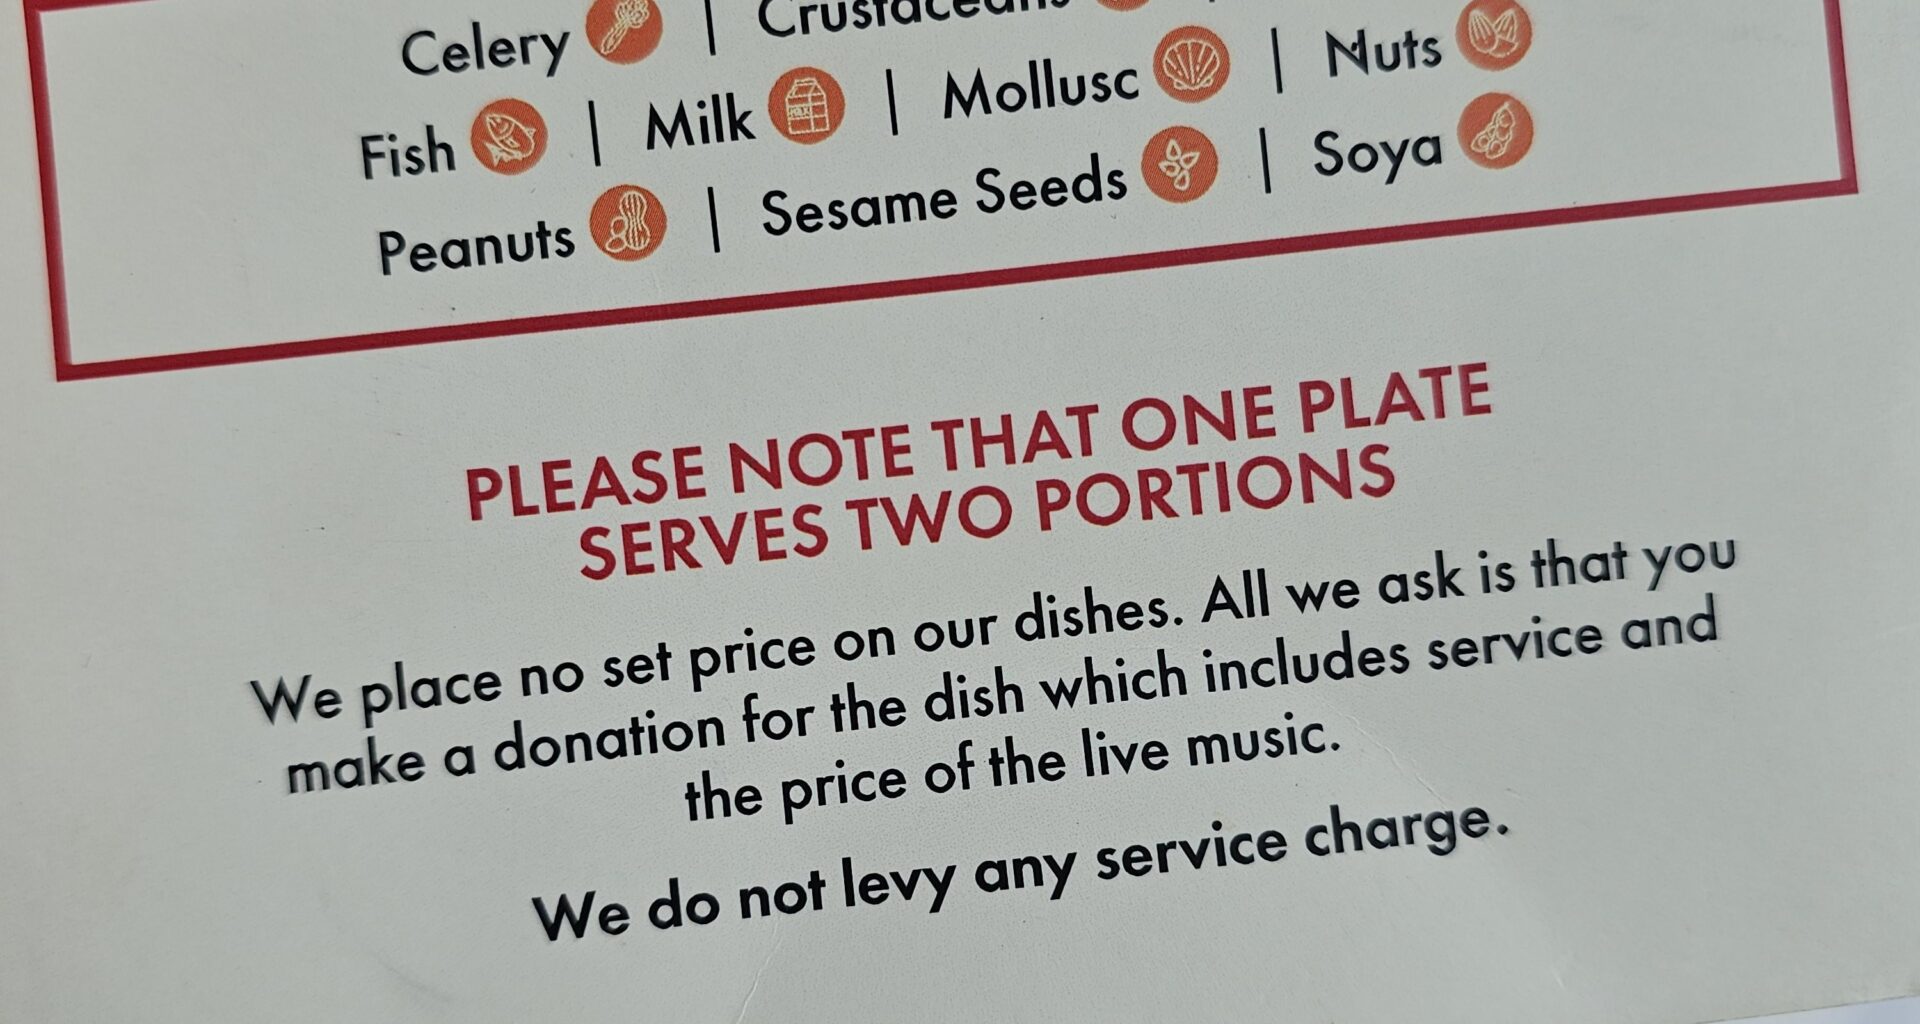 Celery | Crustaceans
Fish | Milk | Mollusc | Nuts
Peanuts | Sesame Seeds | Soya
PLEASE NOTE THAT ONE PLATE
SERVES TWO PORTIONS
We place no set price on our dishes. All we ask is that you
make a donation for the dish which includes service and
the price of the live music.
We do not levy any service charge.